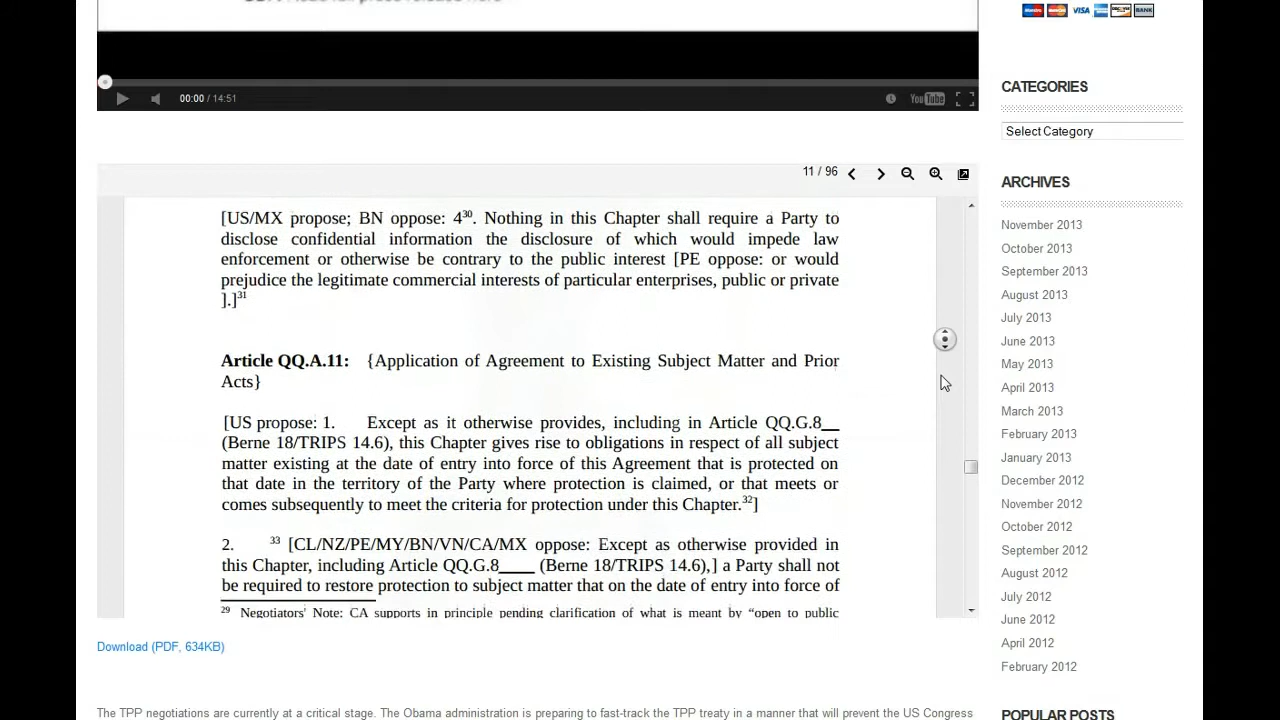 VISA
DISCOVER
BANK
CATEGORIES
00:00 / 14:51
YouTube
Select Category
11 / 96
ARCHIVES
[US/MX propose; BN oppose: 4³⁰. Nothing in this Chapter shall require a Party to
disclose confidential information the disclosure of which would impede law
enforcement or otherwise be contrary to the public interest [PE oppose: or would
prejudice the legitimate commercial interests of particular enterprises, public or private
].]³¹
Article QQ.A.11: {Application of Agreement to Existing Subject Matter and Prior
Acts}
[US propose: 1. Except as it otherwise provides, including in Article QQ.G.8__
(Berne 18/TRIPS 14.6), this Chapter gives rise to obligations in respect of all subject
matter existing at the date of entry into force of this Agreement that is protected on
that date in the territory of the Party where protection is claimed, or that meets or
comes subsequently to meet the criteria for protection under this Chapter.³²]
2. ³³ [CL/NZ/PE/MY/BN/VN/CA/MX oppose: Except as otherwise provided in
this Chapter, including Article QQ.G.8____ (Berne 18/TRIPS 14.6),] a Party shall not
be required to restore protection to subject matter that on the date of entry into force of
²⁹ Negotiators' Note: CA supports in principle pending clarification of what is meant by "open to public
November 2013
October 2013
September 2013
August 2013
July 2013
June 2013
May 2013
April 2013
March 2013
February 2013
January 2013
December 2012
November 2012
October 2012
September 2012
August 2012
July 2012
June 2012
April 2012
February 2012
Download (PDF, 634KB)
The TPP negotiations are currently at a critical stage. The Obama administration is preparing to fast-track the TPP treaty in a manner that will prevent the US Congress
POPULAR POSTS